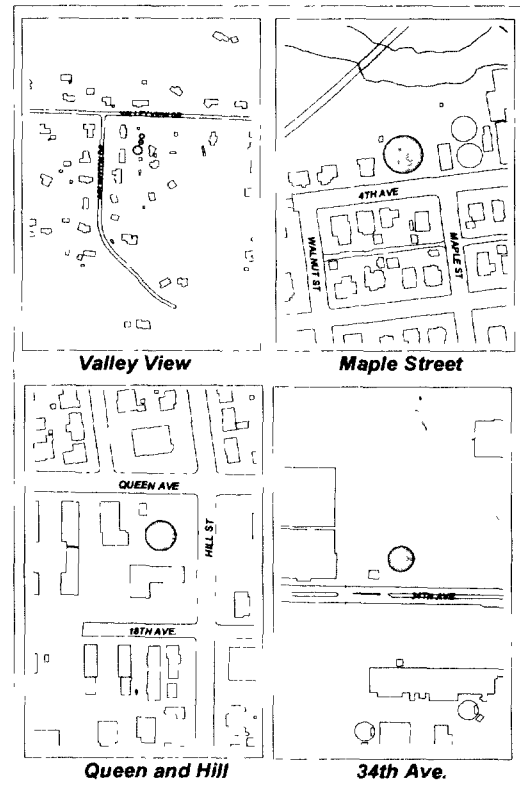 VALLEY VIEW DR
Valley View
4TH AVE
WALNUT ST
MAPLE ST
Maple Street
QUEEN AVE
HILL ST
18TH AVE.
Queen and Hill
34TH AVE
34th Ave.